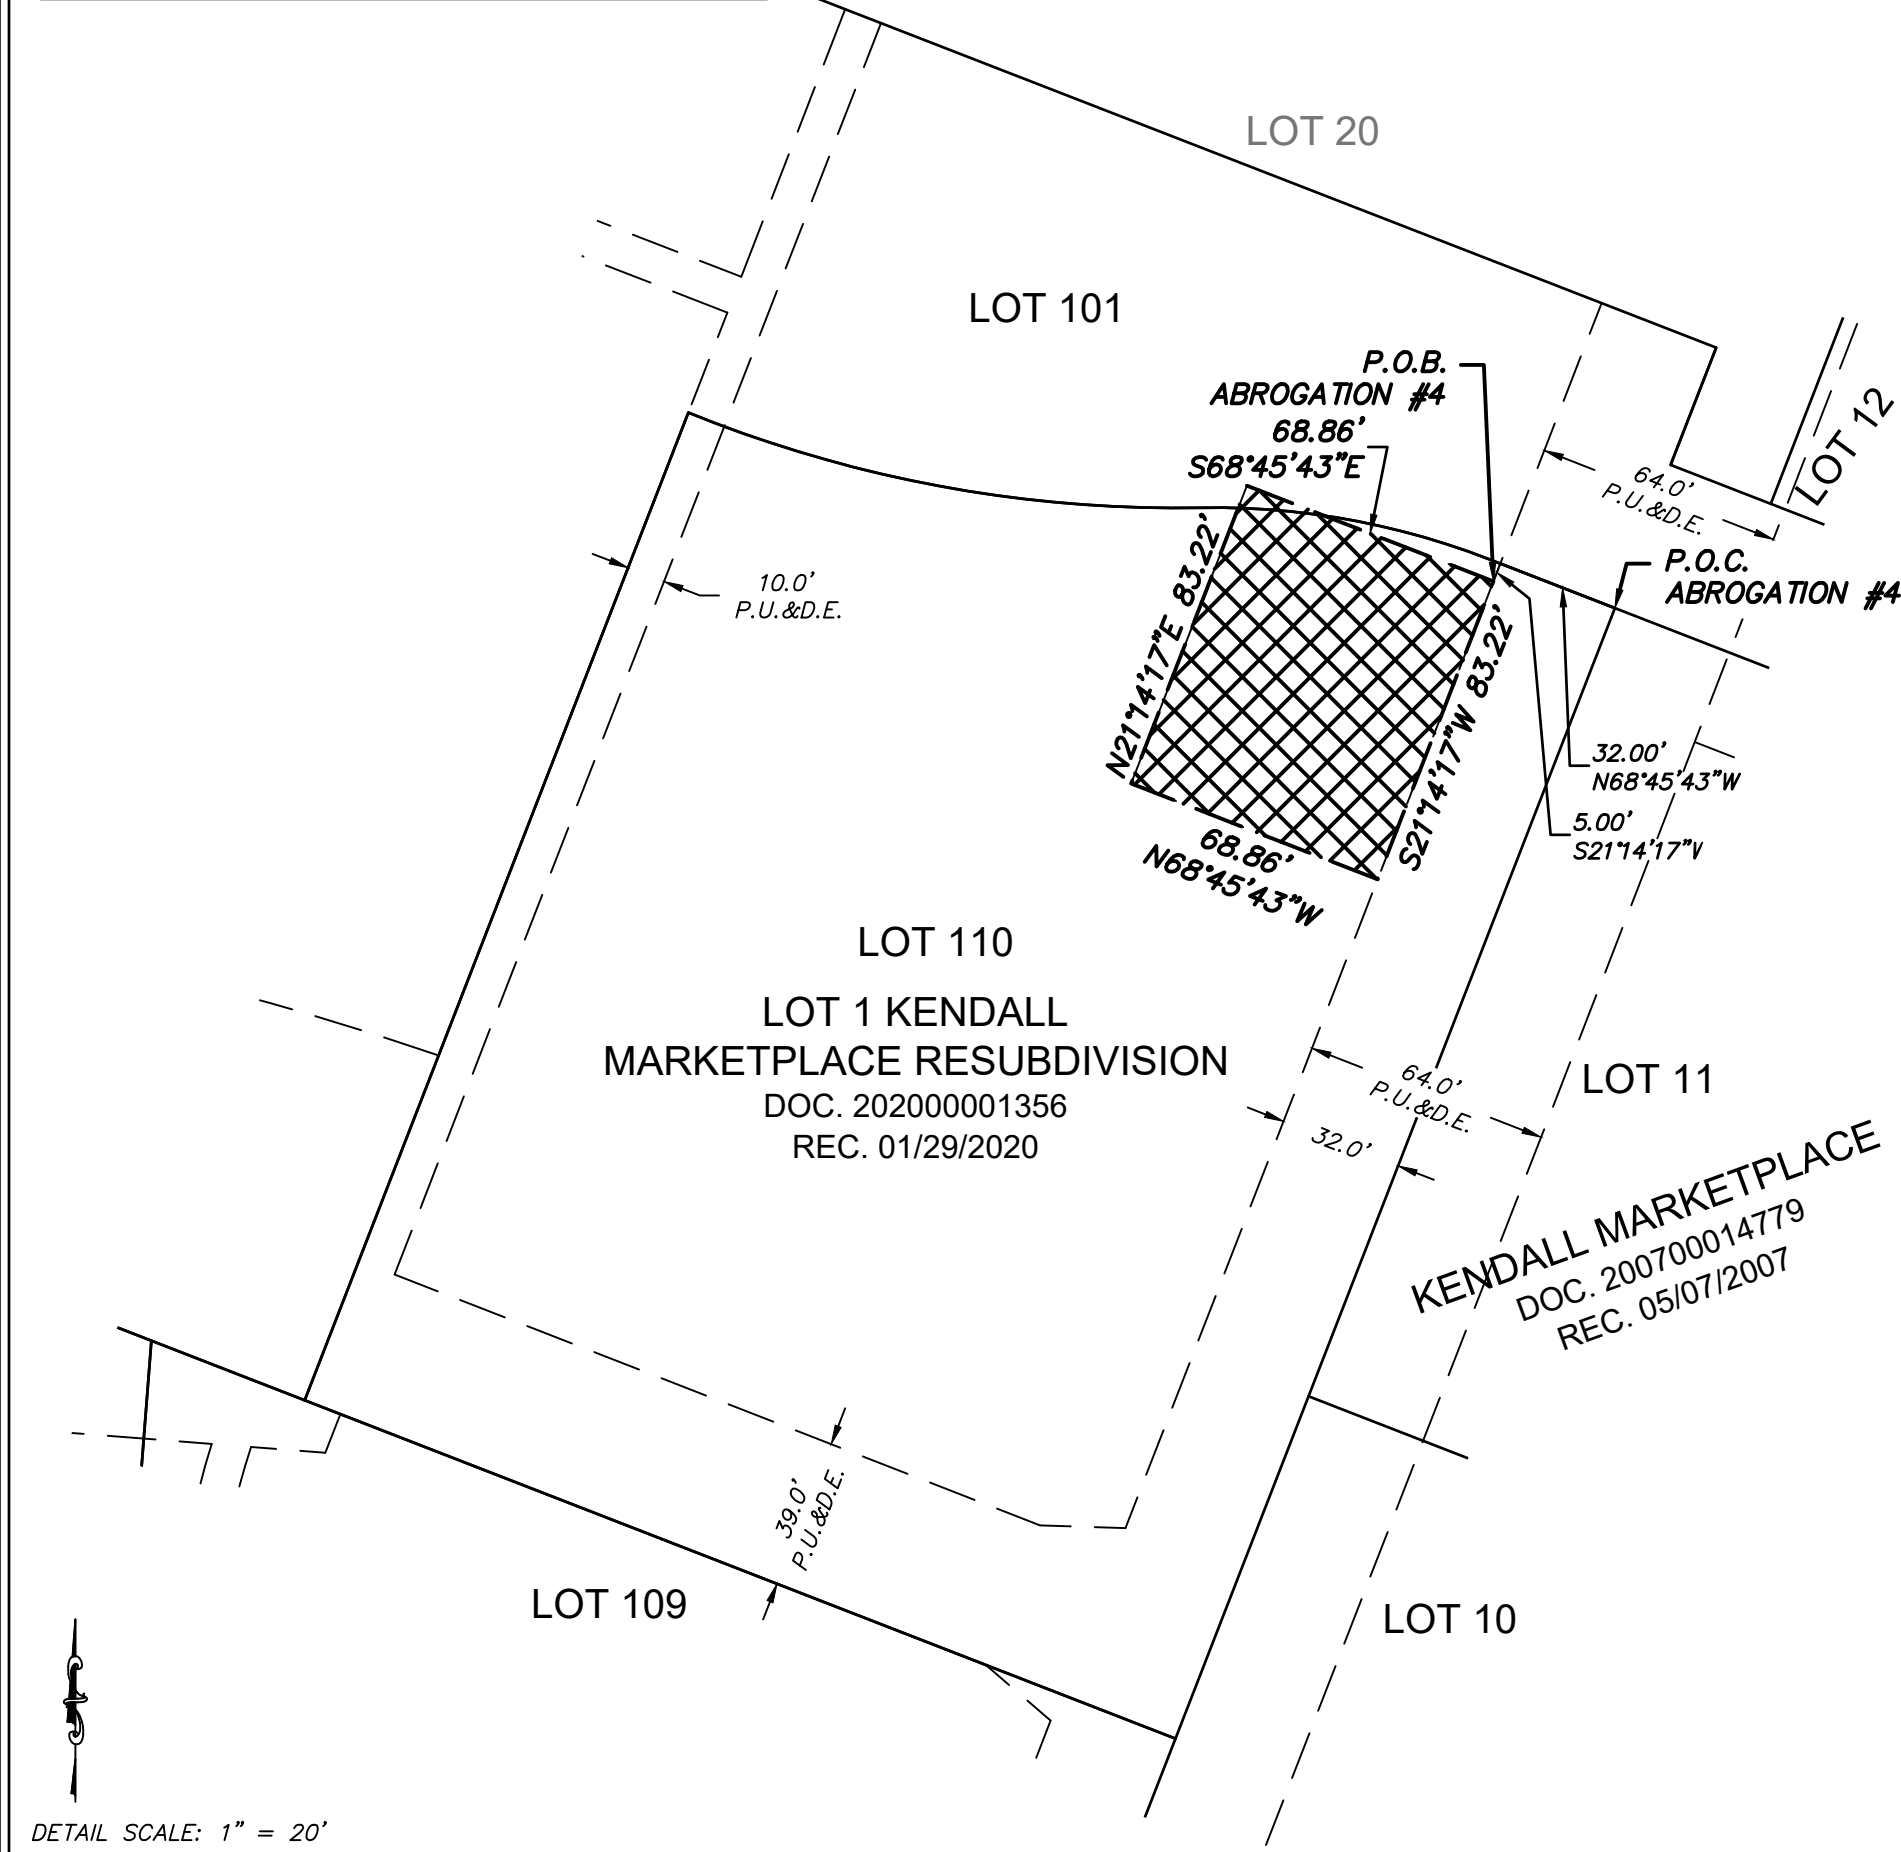 LOT 20
LOT 101
P.O.B.
ABROGATION #4
68.86'
S68°45'43"E
64.0'
P.U.&D.E.
LOT 12
P.O.C.
ABROGATION #4
10.0'
P.U.&D.E.
N21°14'17"E 83.22'
S21°14'17"W 83.22'
32.00'
N68°45'43"W
5.00'
S21°14'17"
68.86'
N68°45'43"W
LOT 110
LOT 1 KENDALL
MARKETPLACE RESUBDIVISION
DOC. 202000001356
REC. 01/29/2020
64.0'
P.U.&D.E.
32.0'
LOT 11
KENDALL MARKETPLACE
DOC. 200700014779
REC. 05/07/2007
39.0'
P.U.&D.E.
LOT 109
LOT 10
DETAIL SCALE: 1" = 20'